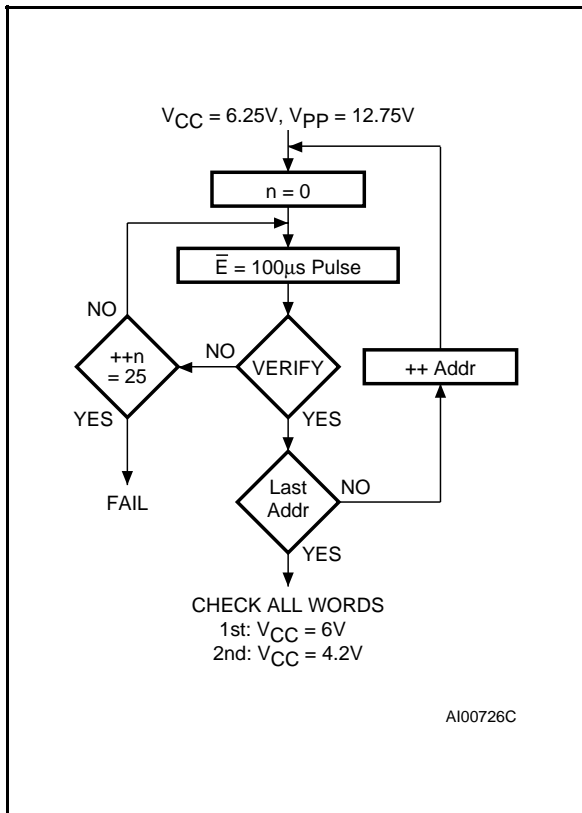 VCC = 6.25V, VPP = 12.75V
n = 0
E̅ = 100μs Pulse
NO
++n
= 25
NO
VERIFY
++ Addr
YES
YES
FAIL
Last
Addr
NO
YES
CHECK ALL WORDS
1st: VCC = 6V
2nd: VCC = 4.2V
AI00726C